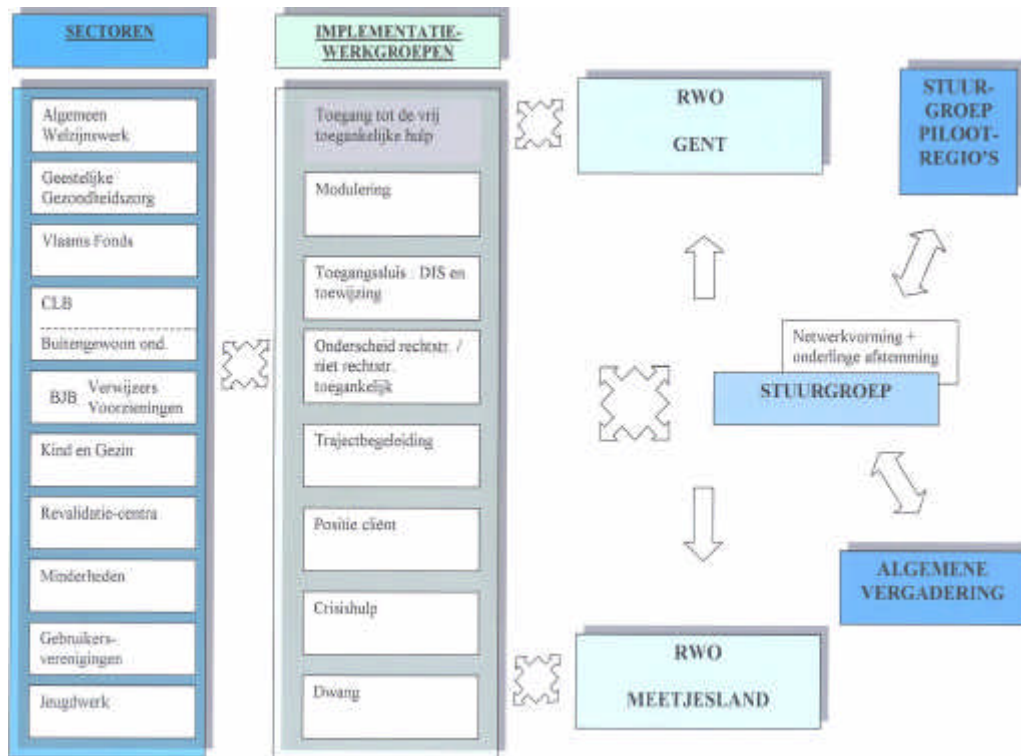 SECTOREN
Algemeen
Welzijnswerk
Geestelijke
Gezondheidszorg
Vlaams Fonds
CLB
Buitengewoon ond.
BJB Verwijzers
Voorzieningen
Kind en Gezin
Revalidatie-centra
Minderheden
Gebruikers-
verenigingen
Jeugdwerk
IMPLEMENTATIE-
WERKGROEPEN
Toegang tot de vrij
toegankelijke hulp
Modulering
Toegangssluis : DIS en
toewijzing
Onderscheid rechtstr. /
niet rechtstr.
toegankelijk
Trajectbegeleiding
Positie cliënt
Crisishulp
Dwang
RWO
GENT
STUUR-
GROEP
PILOOT-
REGIO'S
Netwerkvorming +
onderlinge afstemming
STUURGROEP
ALGEMENE
VERGADERING
RWO
MEETJESLAND